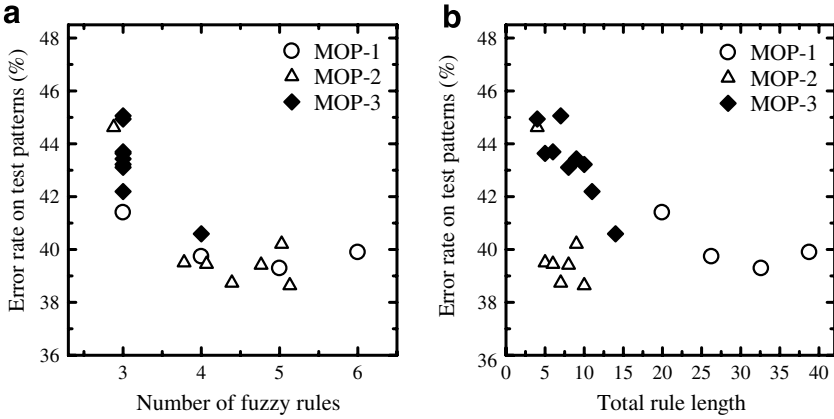 a
Error rate on test patterns (%)
48
46
44
42
40
38
36
3
4
5
6
Number of fuzzy rules
MOP-1
MOP-2
MOP-3
b
Error rate on test patterns (%)
48
46
44
42
40
38
36
0
5
10
15
20
25
30
35
40
Total rule length
MOP-1
MOP-2
MOP-3